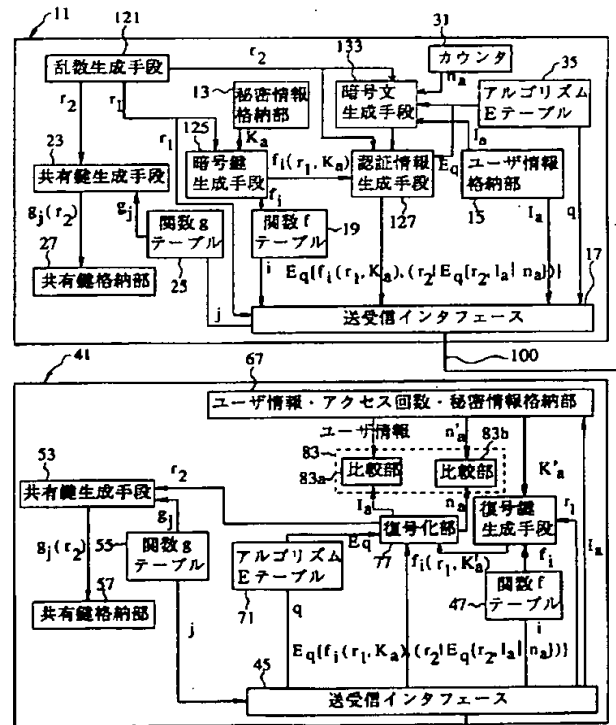 11
121
乱数生成手段
r2
133
31
カウンタ
na
35
13
秘密情報
格納部
暗号文
生成手段
アルゴリズム
Eテーブル
r2
r1
r1
23
125
Ka
Ia
共有鍵生成手段
暗号鍵
生成手段
fi(r1, Ka)
認証情報
生成手段
Eq
ユーザ情報
格納部
gj
fi
127
15
Ia
q
gj(r2)
関数g
テーブル
関数f
テーブル
19
27
25
共有鍵格納部
i
Eq{fi(r1, Ka), (r2|Eq{r2, Ia|na})}
17
j
送受信インタフェース
100
41
67
ユーザ情報・アクセス回数・秘密情報格納部
ユーザ情報
n'a
83b
83
83a
比較部
比較部
K'a
53
r2
共有鍵生成手段
Ia
na
r1
Ia
gj
復号化部
復号鍵
生成手段
gj(r2)
55
関数g
テーブル
Eq
アルゴリズム
Eテーブル
77
fi(r1, K'a)
fi
57
共有鍵格納部
71
47
関数f
テーブル
j
q
i
Eq{fi(r1, Ka), (r2|Eq{r2, Ia|na})}
45
送受信インタフェース